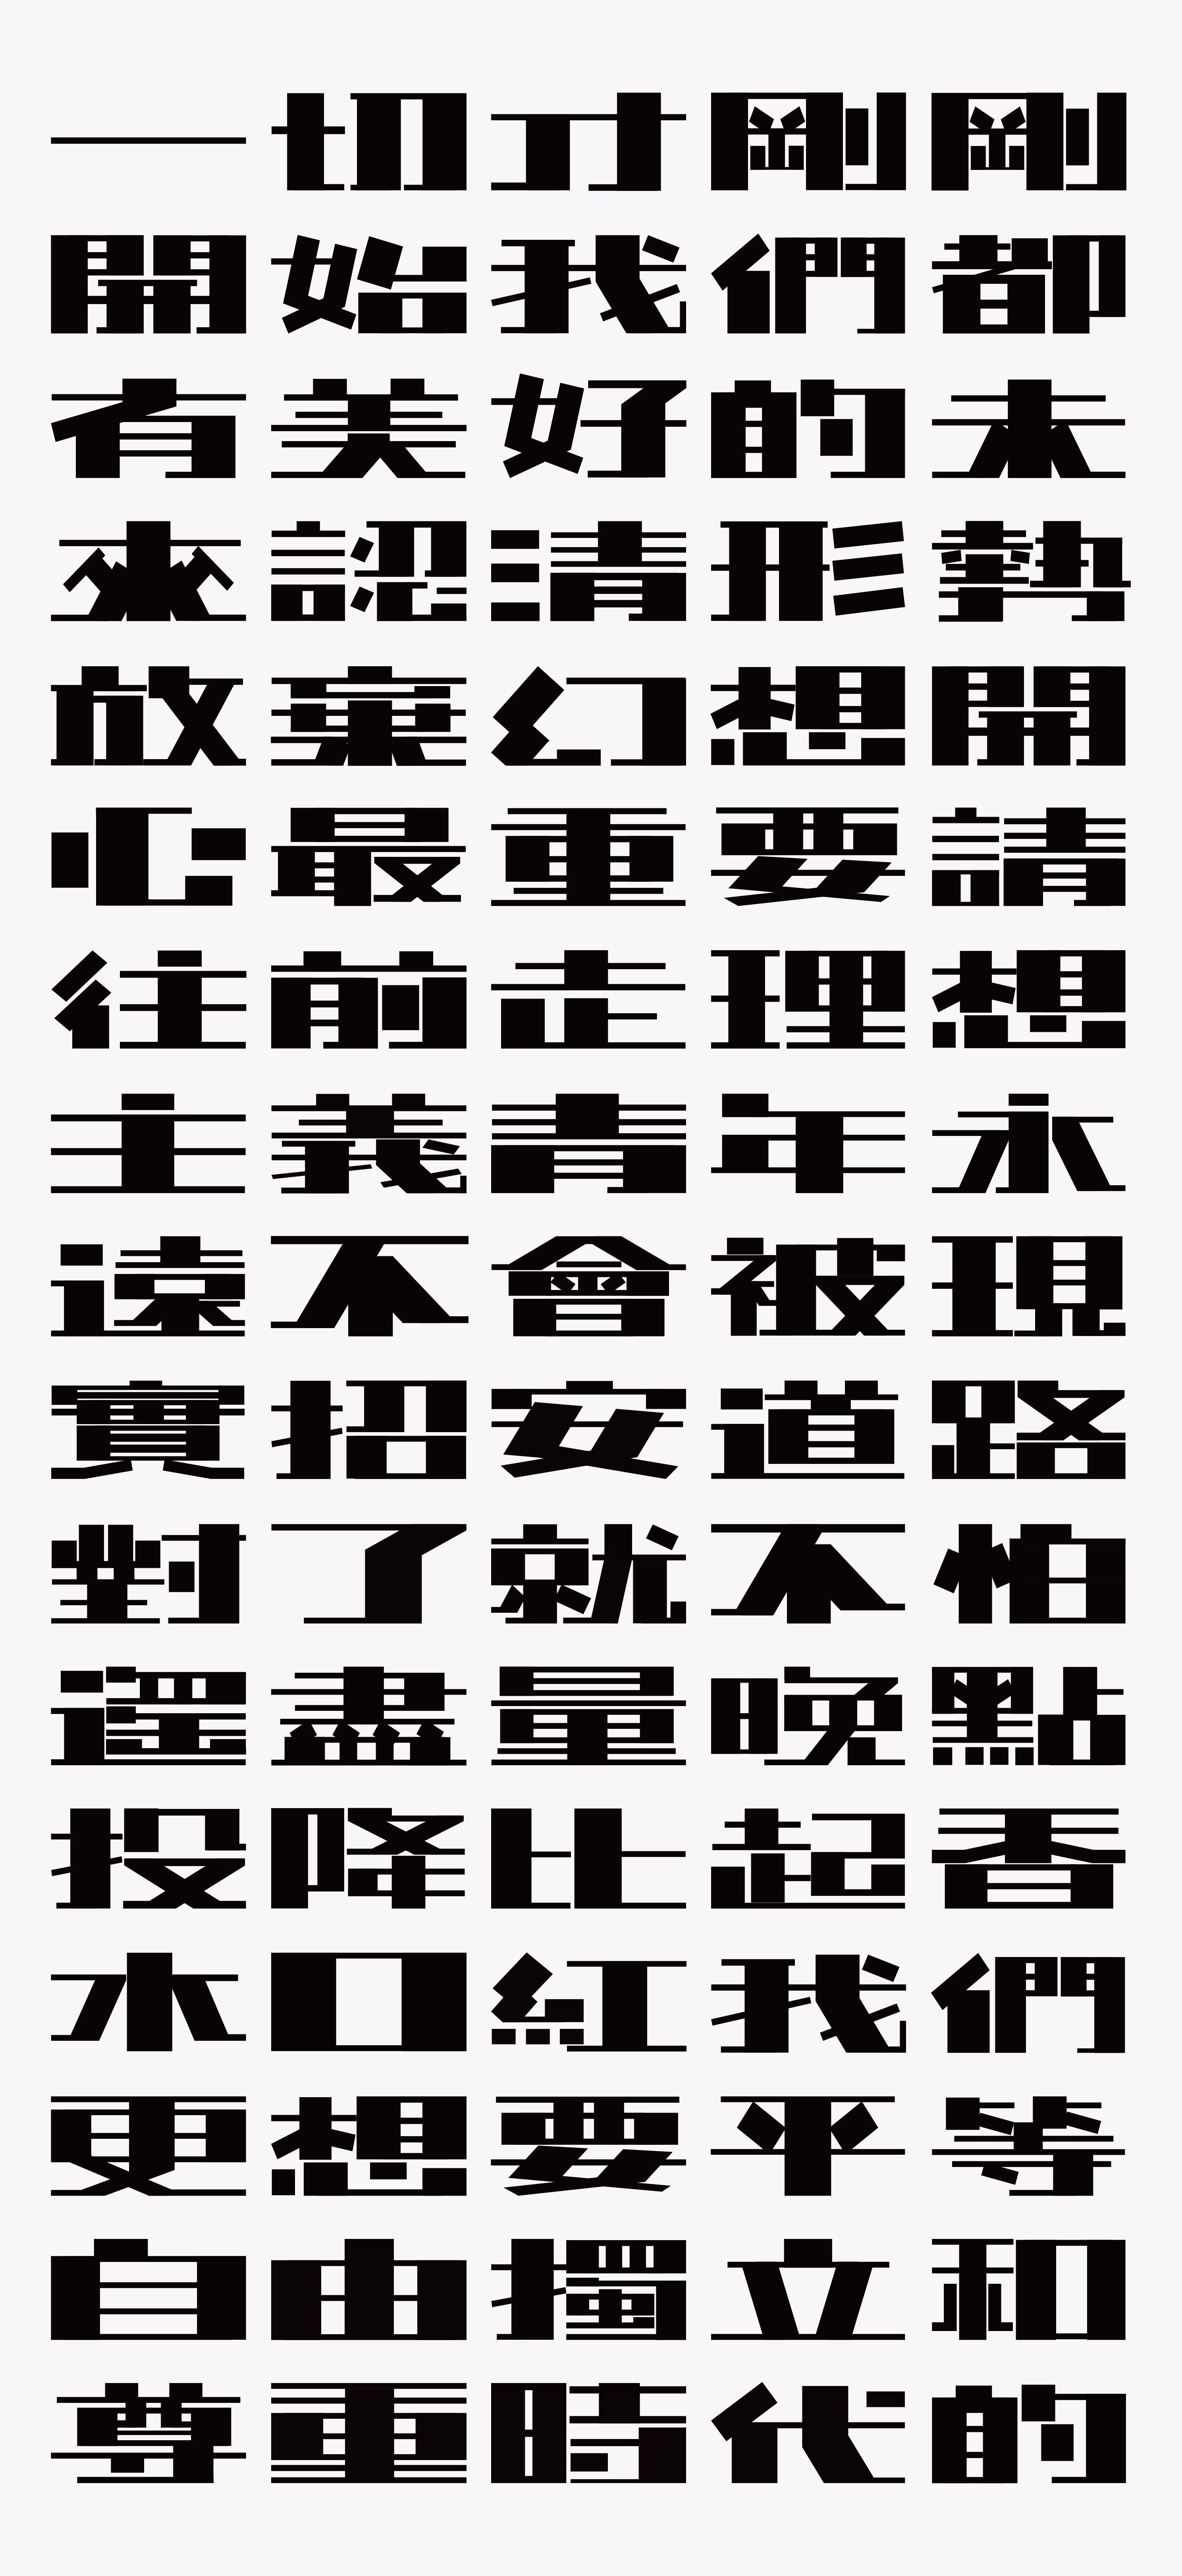 一切才剛剛
開始我們都
有美好的未
來認清形勢
放棄幻想開
心最重要請
往前走理想
主義青年永
遠不會被現
實招安道路
對了就不怕
還盡量晚點
投降比起香
水口紅我們
更想要平等
自由獨立和
尊重時代的